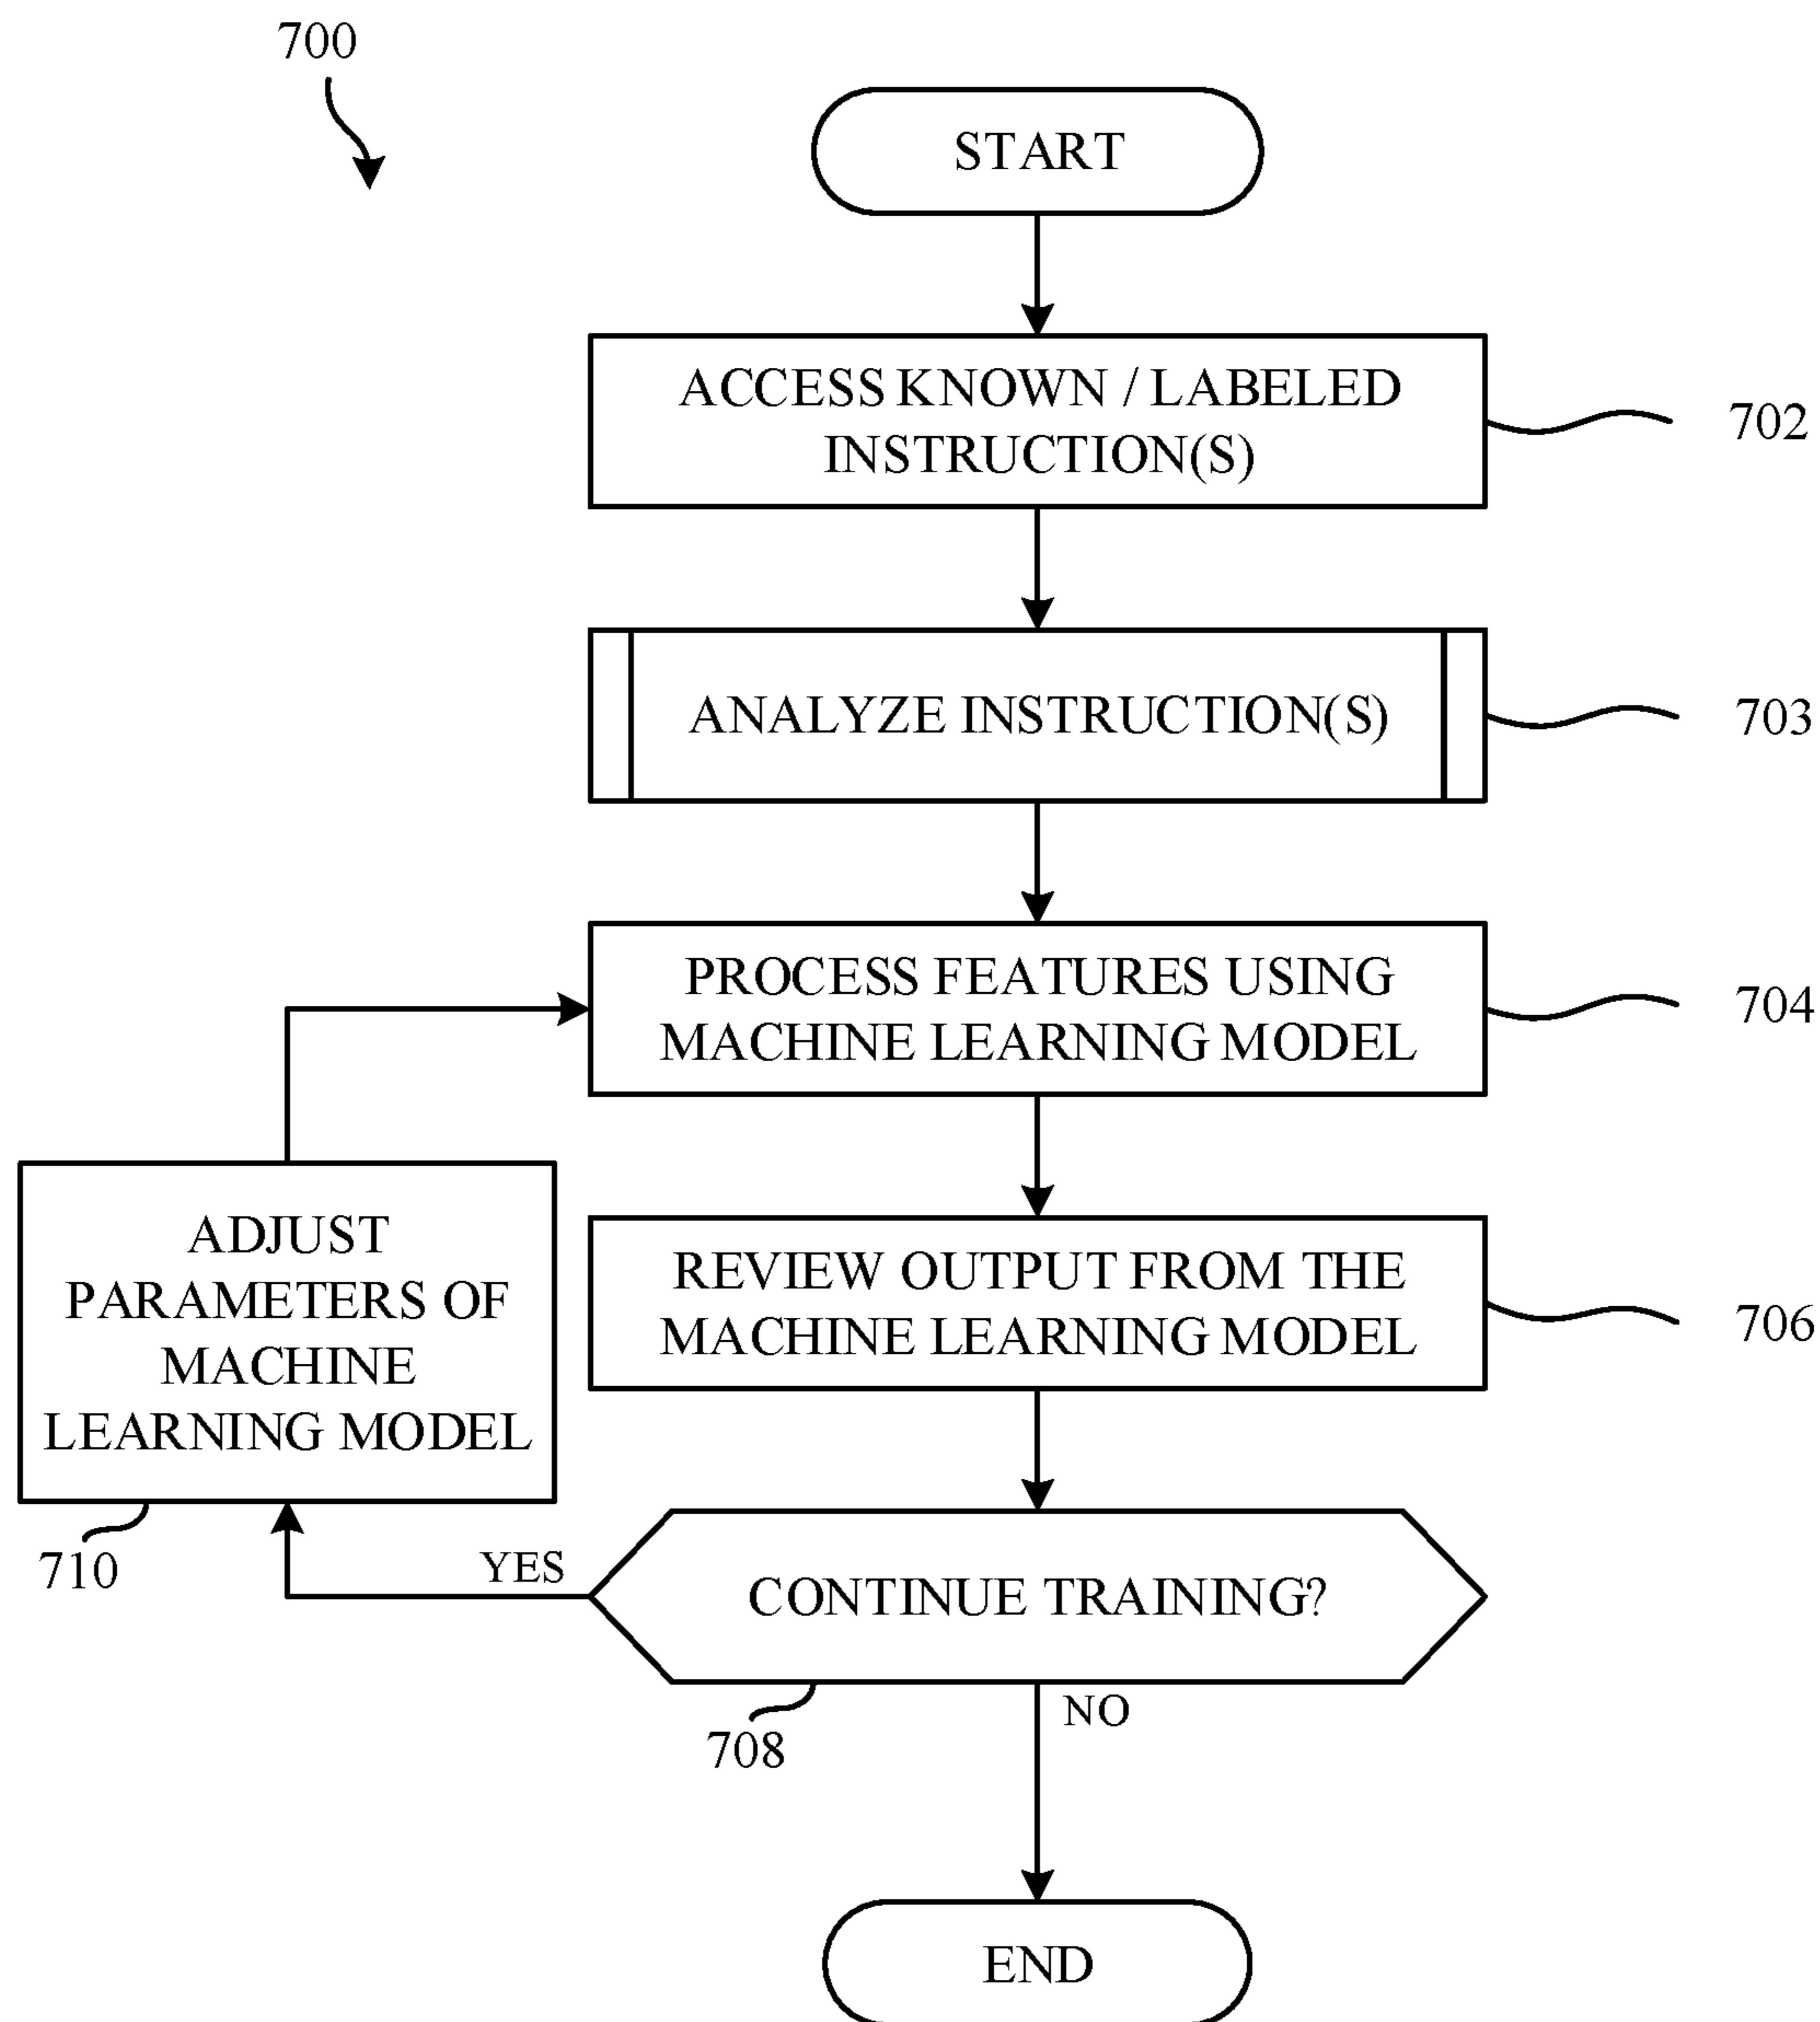 700
START
ACCESS KNOWN / LABELED
INSTRUCTION(S)
702
ANALYZE INSTRUCTION(S)
703
PROCESS FEATURES USING
MACHINE LEARNING MODEL
704
ADJUST
PARAMETERS OF
MACHINE
LEARNING MODEL
710
REVIEW OUTPUT FROM THE
MACHINE LEARNING MODEL
706
YES
CONTINUE TRAINING?
708
NO
END